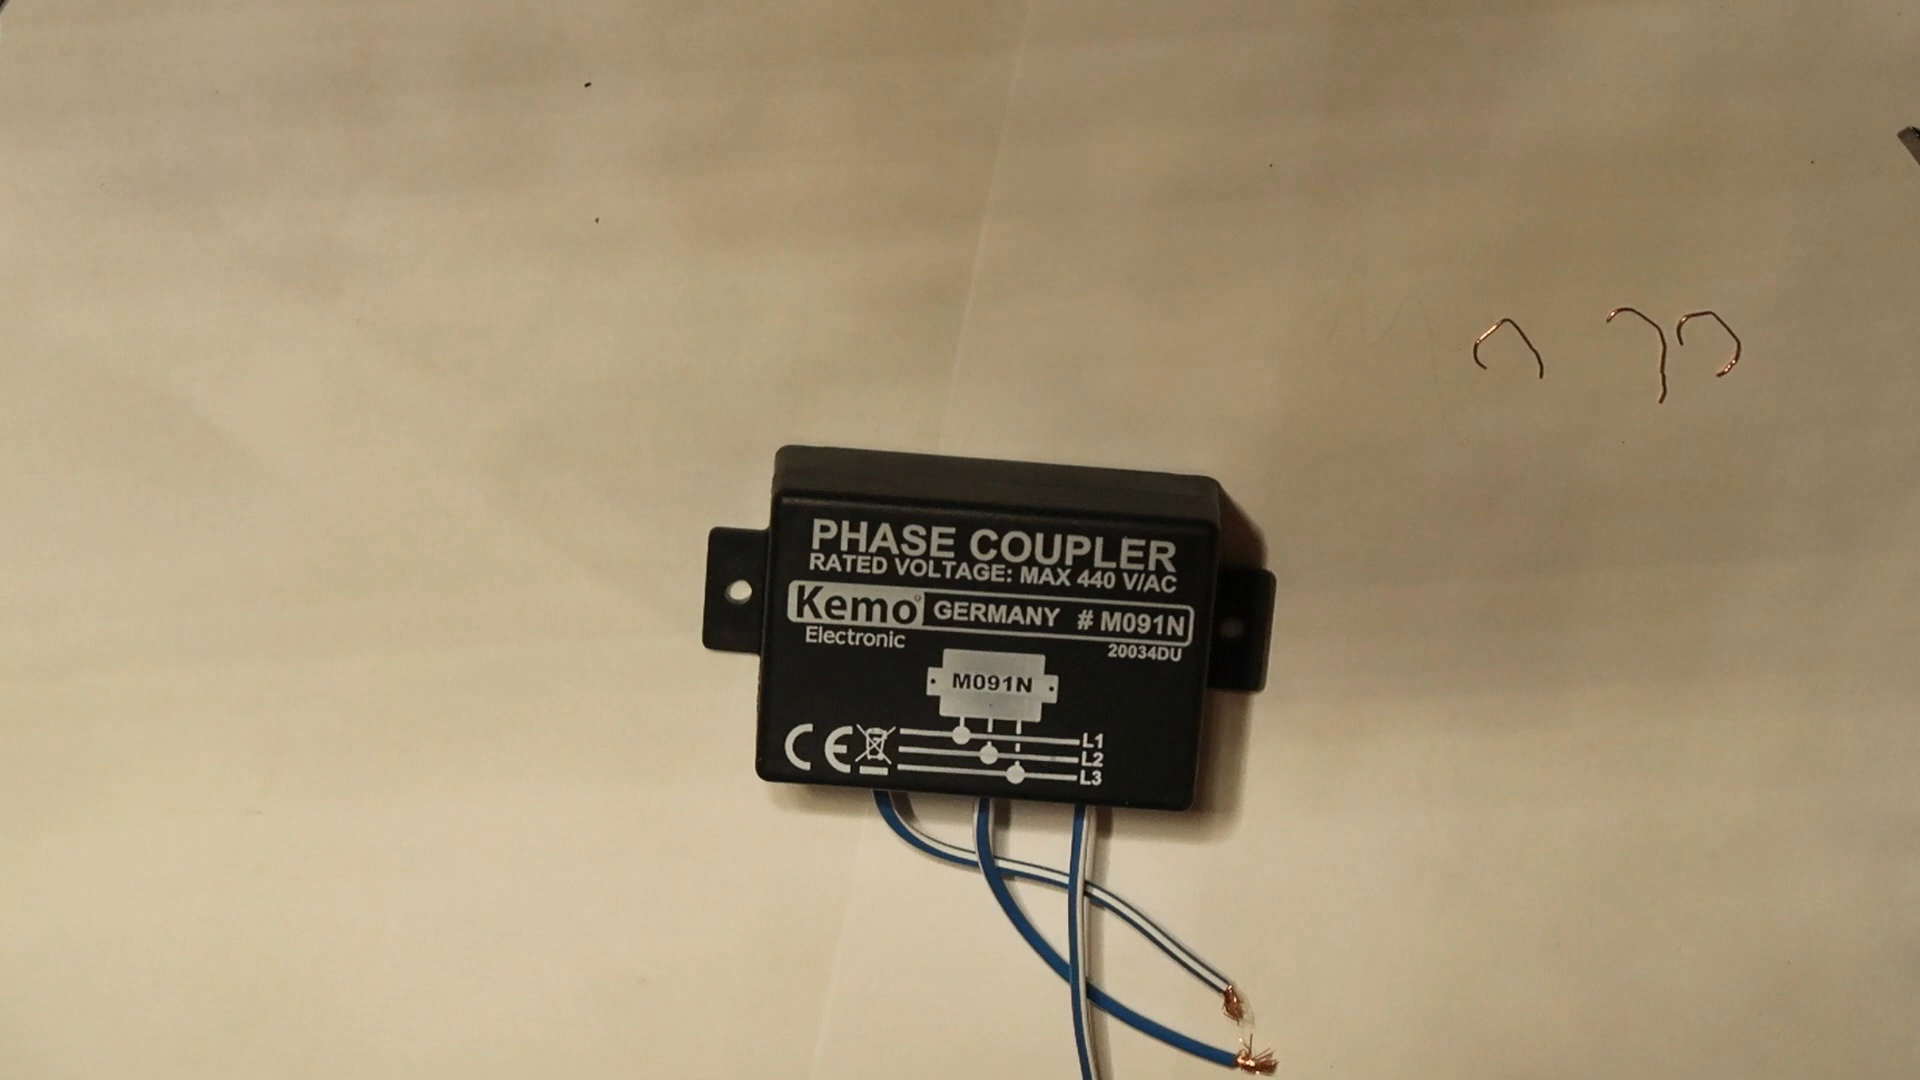 PHASE COUPLER
RATED VOLTAGE: MAX 440 V/AC
Kemo® GERMANY # M091N
Electronic
20034DU
M091N
CE
L1
L2
L3